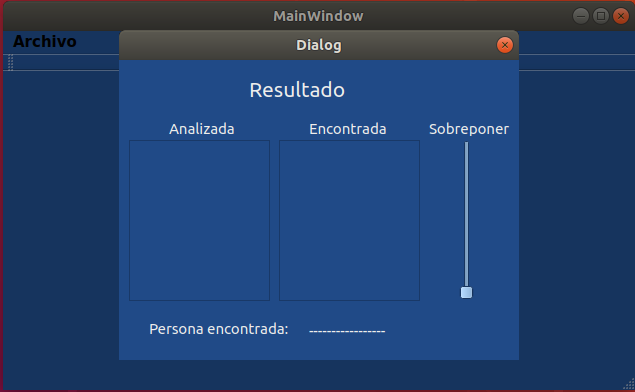 MainWindow
Archivo
Dialog
Resultado
Analizada Encontrada Sobreponer
Persona encontrada: -----------------